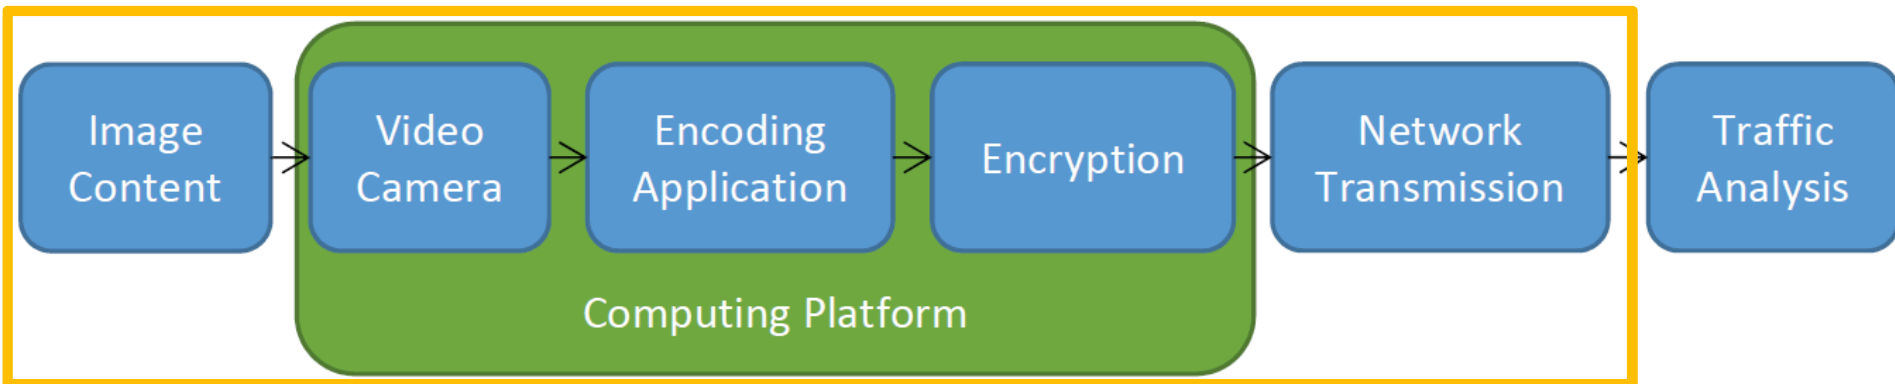 Image
Content
Video
Camera
Encoding
Application
Encryption
Network
Transmission
Traffic
Analysis
Computing Platform